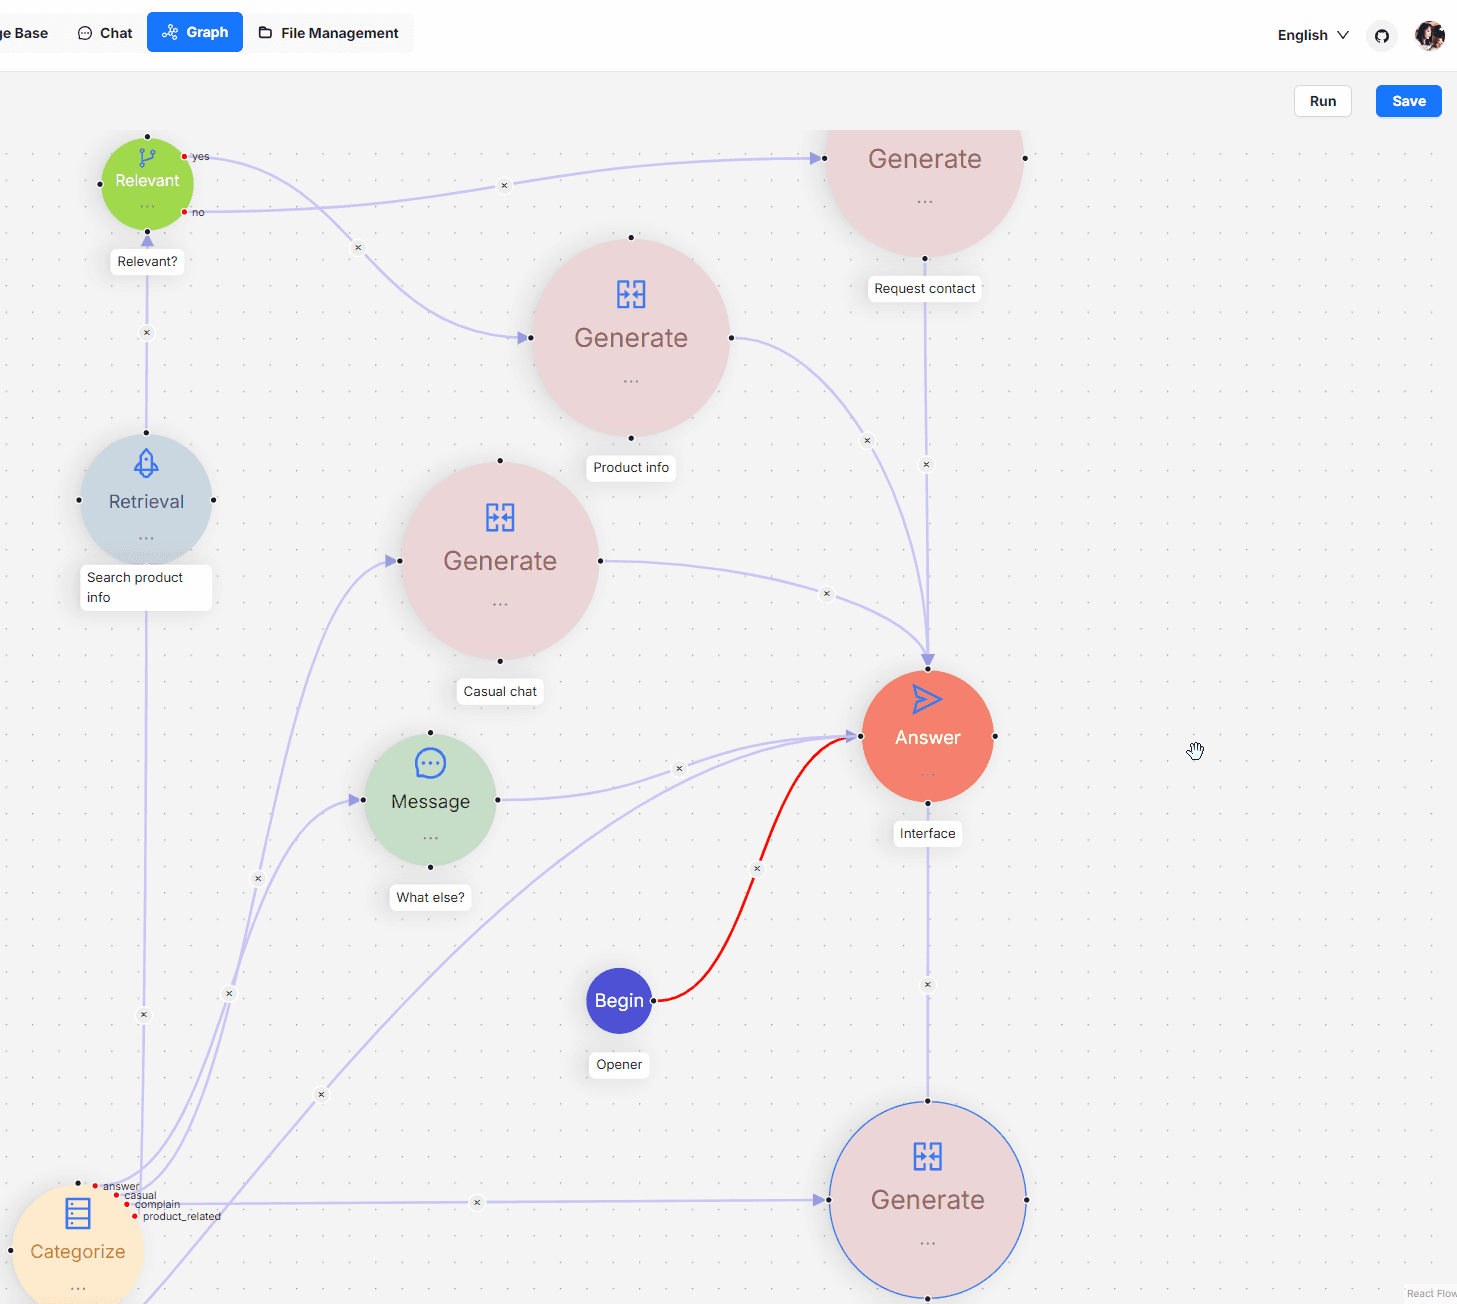 ge Base
Chat
Graph
File Management
English
Run
Save
Relevant
...
yes
no
Relevant?
Generate
...
Request contact
Generate
...
Product info
Retrieval
...
Search product
info
Generate
...
Casual chat
Answer
...
Interface
Message
...
What else?
Begin
Opener
answer
casual
complain
product_related
Categorize
...
Generate
...
React Flow